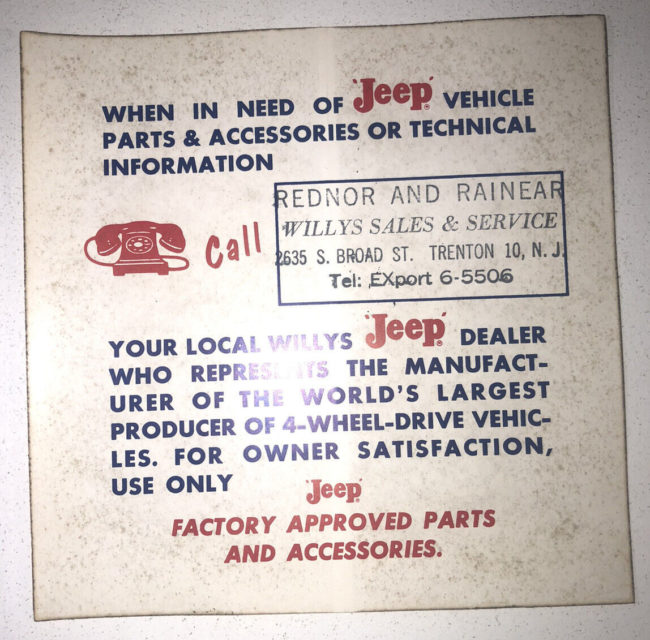 WHEN IN NEED OF 'Jeep' VEHICLE
PARTS & ACCESSORIES OR TECHNICAL
INFORMATION
Call
REDNOR AND RAINEAR
WILLYS SALES & SERVICE
2635 S. BROAD ST. TRENTON 10, N. J.
Tel: EXport 6-5506
YOUR LOCAL WILLYS 'Jeep' DEALER
WHO REPRESENTS THE MANUFACT-
URER OF THE WORLD'S LARGEST
PRODUCER OF 4-WHEEL-DRIVE VEHIC-
LES. FOR OWNER SATISFACTION,
USE ONLY 'Jeep'
FACTORY APPROVED PARTS
AND ACCESSORIES.